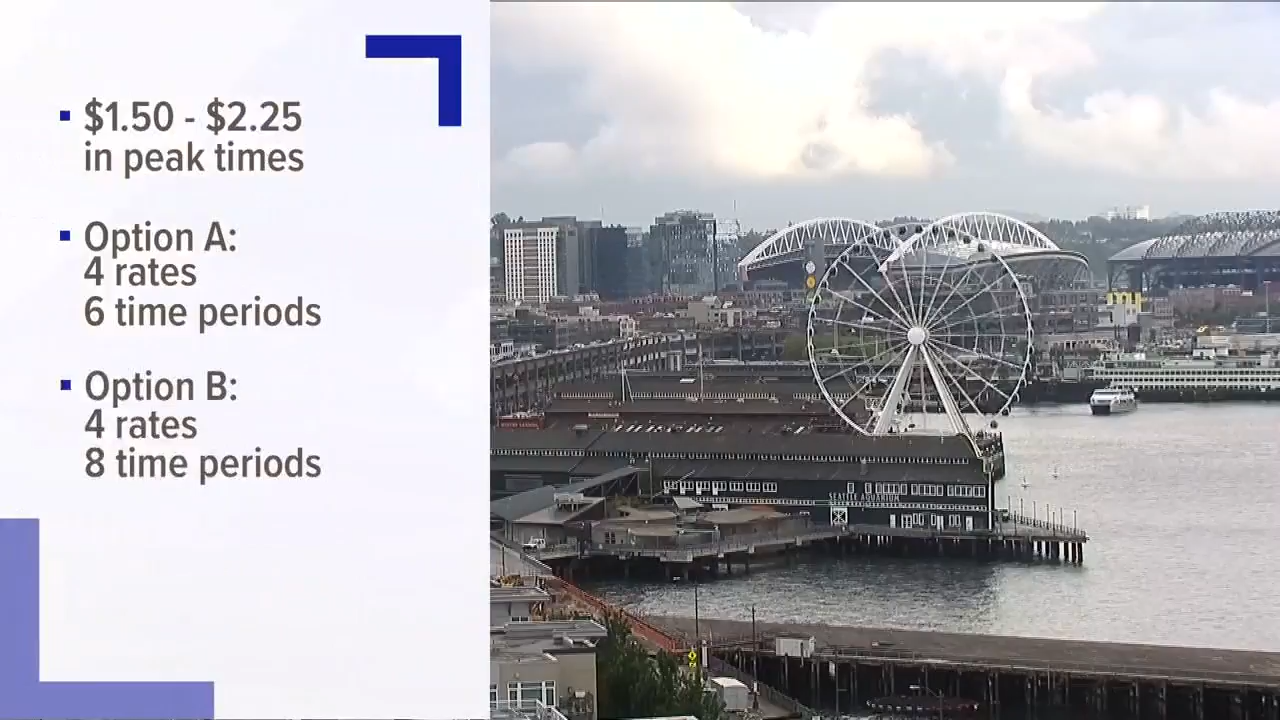 $1.50 - $2.25
in peak times
Option A:
4 rates
6 time periods
Option B:
4 rates
8 time periods
SEATTLE AQUARIUM